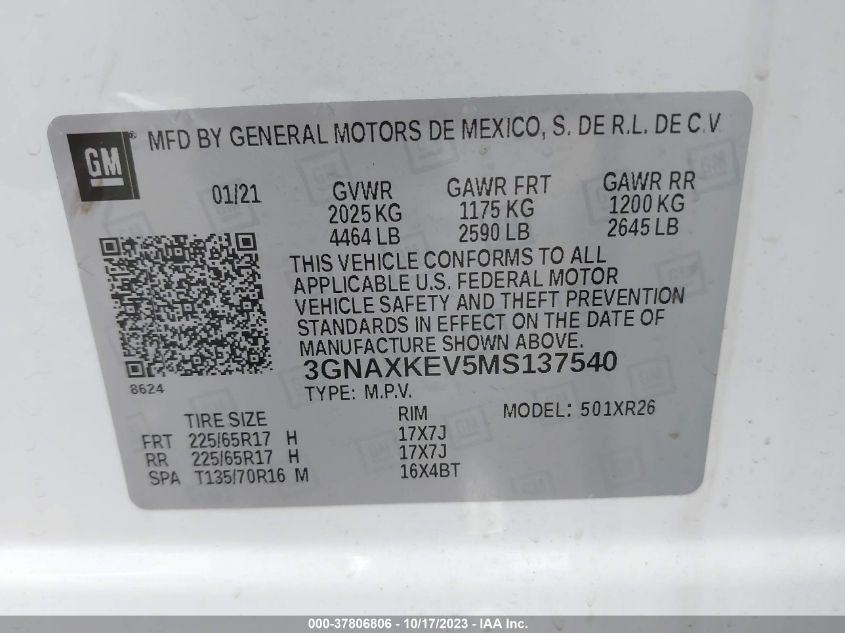 GM ® MFD BY GENERAL MOTORS DE MEXICO, S. DE R.L. DE C.V
01/21 GVWR GAWR FRT GAWR RR
2025 KG 1175 KG 1200 KG
4464 LB 2590 LB 2645 LB
THIS VEHICLE CONFORMS TO ALL
APPLICABLE U.S. FEDERAL MOTOR
VEHICLE SAFETY AND THEFT PREVENTION
STANDARDS IN EFFECT ON THE DATE OF
MANUFACTURE SHOWN ABOVE.
3GNAXKEV5MS137540
8624
TYPE: M.P.V.
TIRE SIZE RIM MODEL: 501XR26
FRT 225/65R17 H 17X7J
RR 225/65R17 H 17X7J
SPA T135/70R16 M 16X4BT
000-37806806 - 10/17/2023 - IAA Inc.